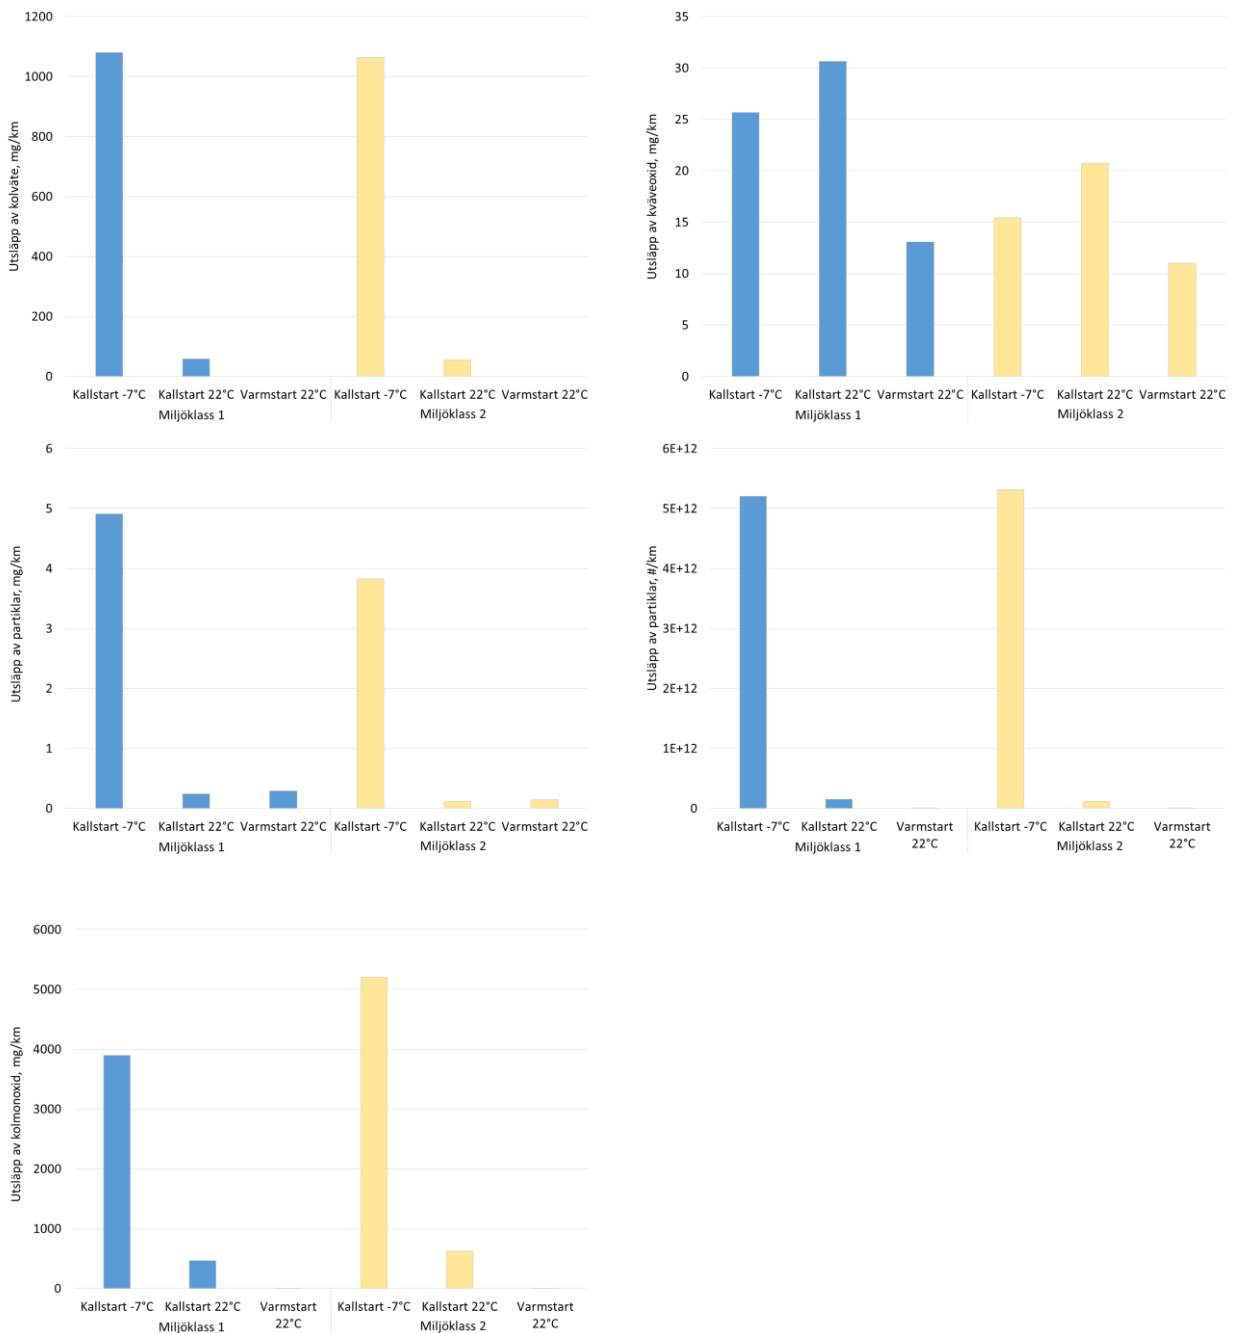 1200
1000
800
600
400
200
0
Utsläpp av kolväte, mg/km
Kallstart -7°C Kallstart 22°C Varmstart 22°C Kallstart -7°C Kallstart 22°C Varmstart 22°C
Miljöklass 1 Miljöklass 2
35
30
25
20
15
10
5
0
Utsläpp av kväveoxid, mg/km
Kallstart -7°C Kallstart 22°C Varmstart 22°C Kallstart -7°C Kallstart 22°C Varmstart 22°C
Miljöklass 1 Miljöklass 2
6
5
4
3
2
1
0
Utsläpp av partiklar, mg/km
Kallstart -7°C Kallstart 22°C Varmstart 22°C Kallstart -7°C Kallstart 22°C Varmstart 22°C
Miljöklass 1 Miljöklass 2
6E+12
5E+12
4E+12
3E+12
2E+12
1E+12
0
Utsläpp av partiklar, #/km
Kallstart -7°C Kallstart 22°C Varmstart Kallstart -7°C Kallstart 22°C Varmstart
22°C 22°C
Miljöklass 1 Miljöklass 2
6000
5000
4000
3000
2000
1000
0
Utsläpp av kolmonoxid, mg/km
Kallstart -7°C Kallstart 22°C Varmstart Kallstart -7°C Kallstart 22°C Varmstart
22°C 22°C
Miljöklass 1 Miljöklass 2